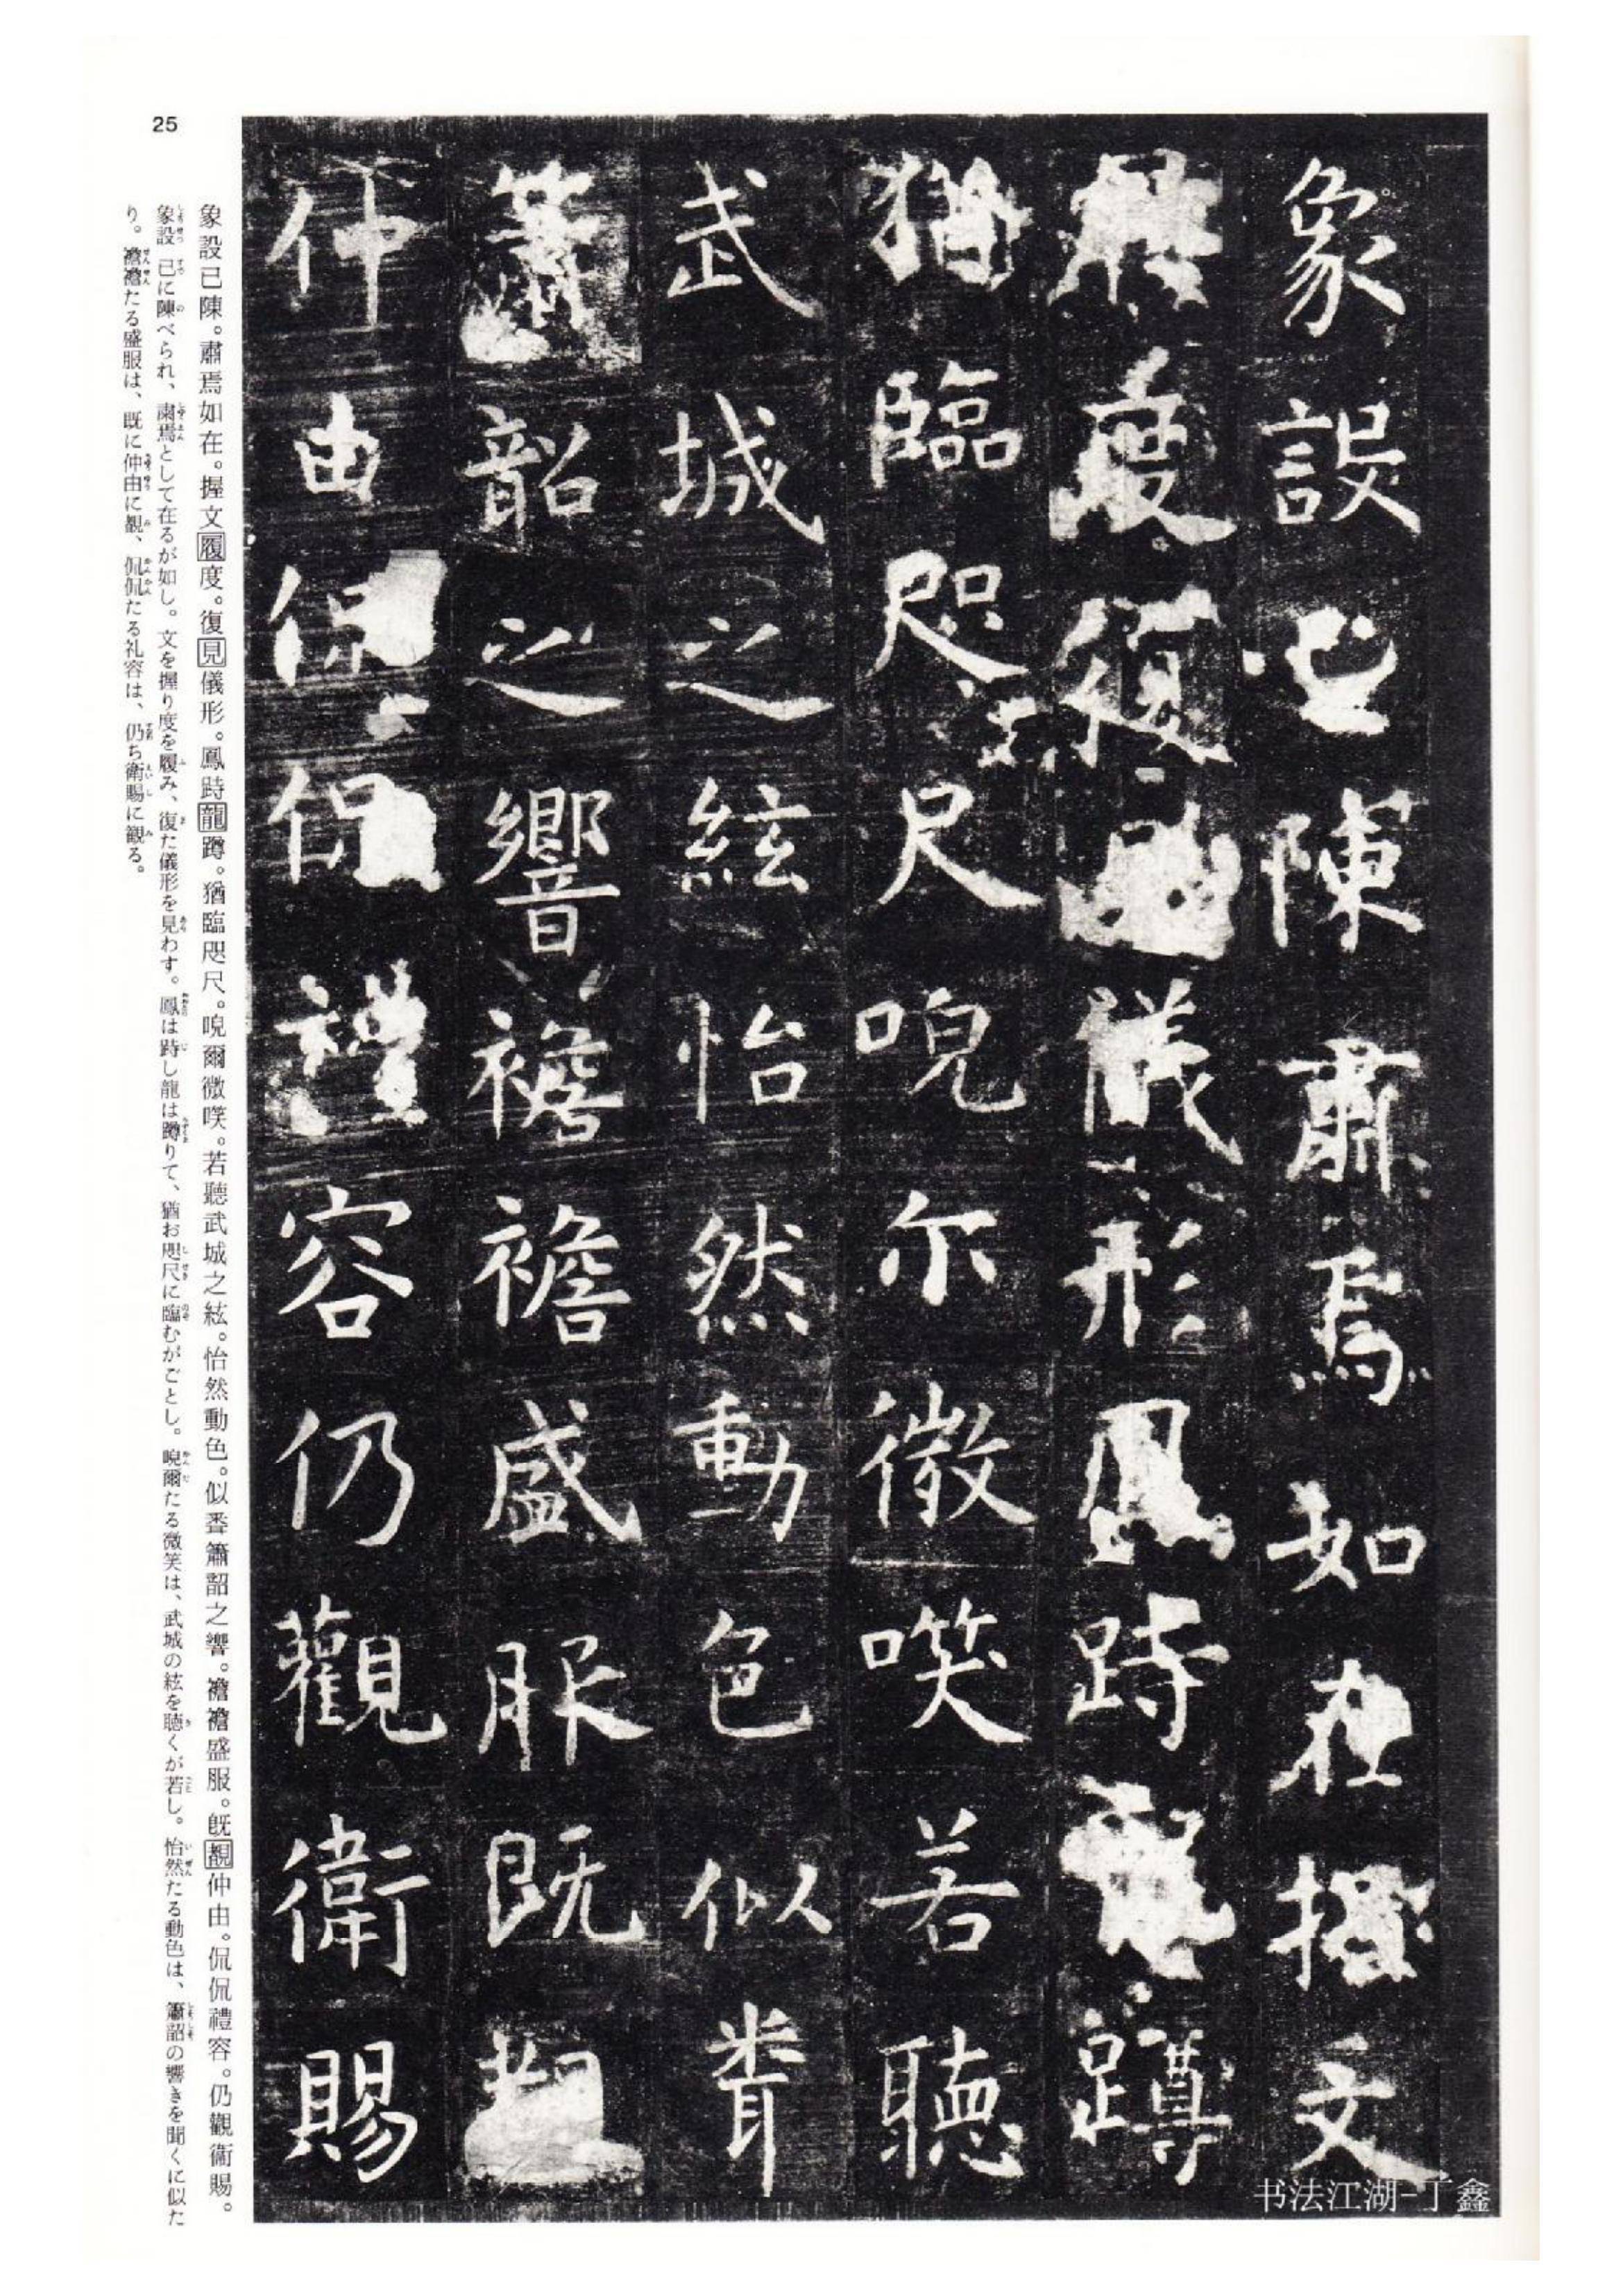 象設已陳肅焉如在握文
度復儀形鳳跱蹲
猶臨咫尺哯尔微唉若聽
武城之絃怡然動色似㖟
簫韶之響襜襜盛服既
仲由侃侃禮容仍觀衛賜
象設已陳。肅焉如在。握文履度。復見儀形。鳳跱龍蹲。猶臨咫尺。哯爾微唉。若聽武城之絃。怡然動色。似㖟簫韶之響。襜襜盛服。既覩仲由。侃侃禮容。仍觀衛賜。
象設已に陳べられ、粛焉として在るが如し。文を握り度を履み、復た儀形を見わす。鳳は跱し龍は蹲りて、猶お咫尺に臨むがごとし。哯爾たる微笑は、武城の絃を聴くが若し。怡然たる動色は、簫韶の響きを聞くに似た
り。襜襜たる盛服は、既に仲由に覩、侃侃たる礼容は、仍ち衛賜に観る。
25
书法江湖-丁鑫